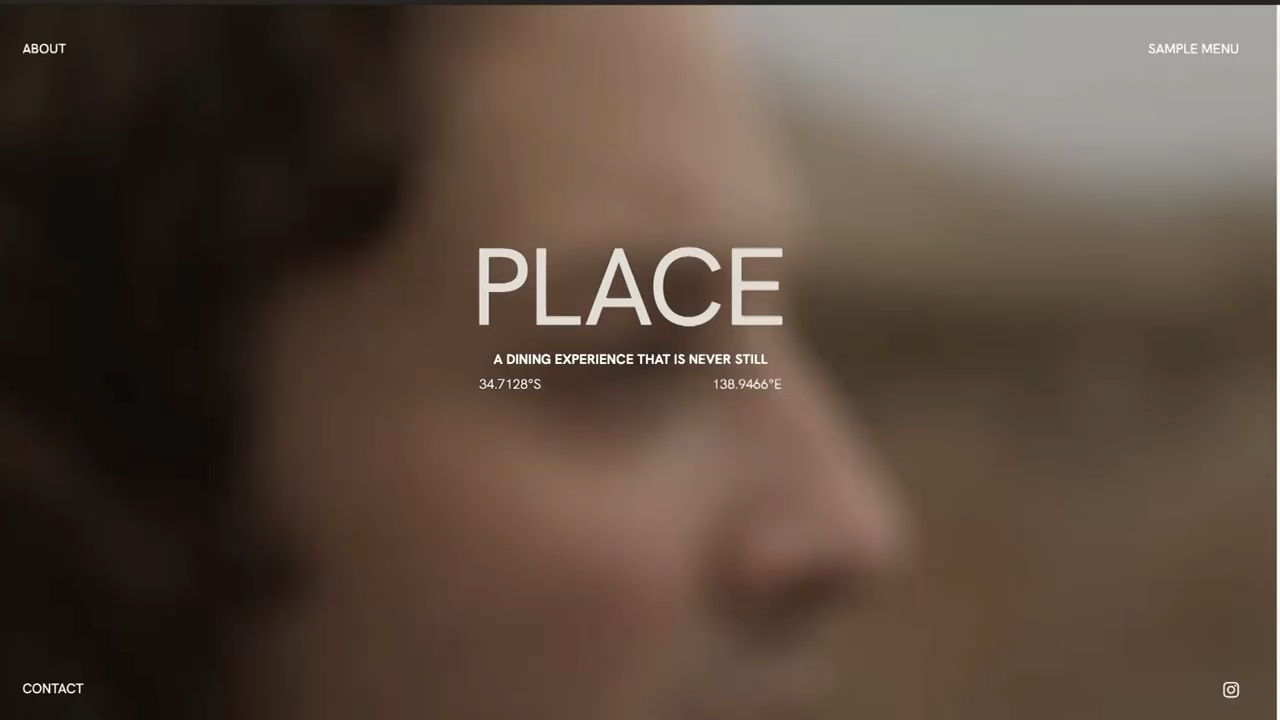 ABOUT
SAMPLE MENU
PLACE
A DINING EXPERIENCE THAT IS NEVER STILL
34.7128°S
138.9466°E
CONTACT